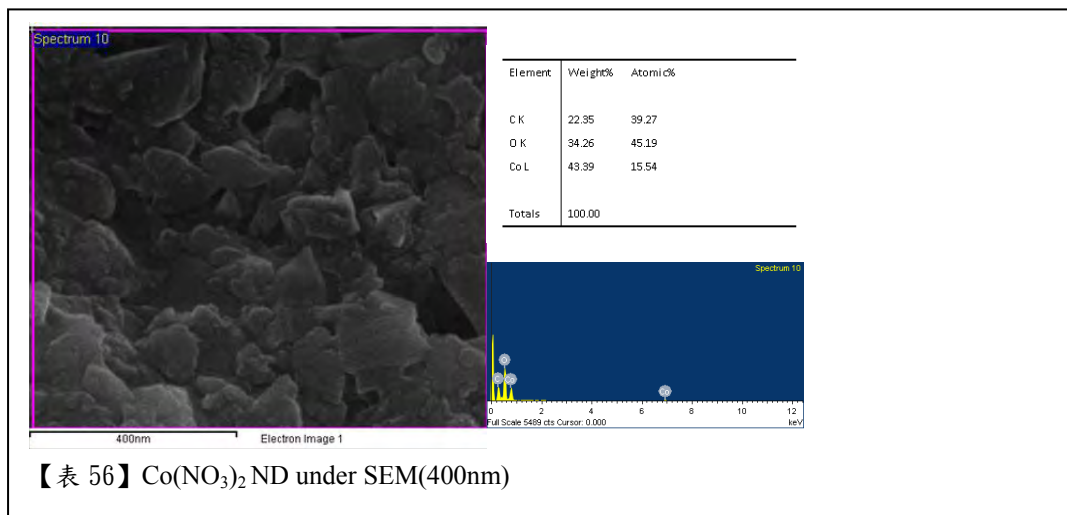 Spectrum 10
Element Weight% Atomic%
C K 22.35 39.27
O K 34.26 45.19
Co L 43.39 15.54
Totals 100.00
Spectrum 10
O
C Co Co
0 2 4 6 8 10 12
Full Scale 5489 cts Cursor: 0.000 keV
400nm Electron Image 1
【表 56】Co(NO₃)₂ ND under SEM(400nm)